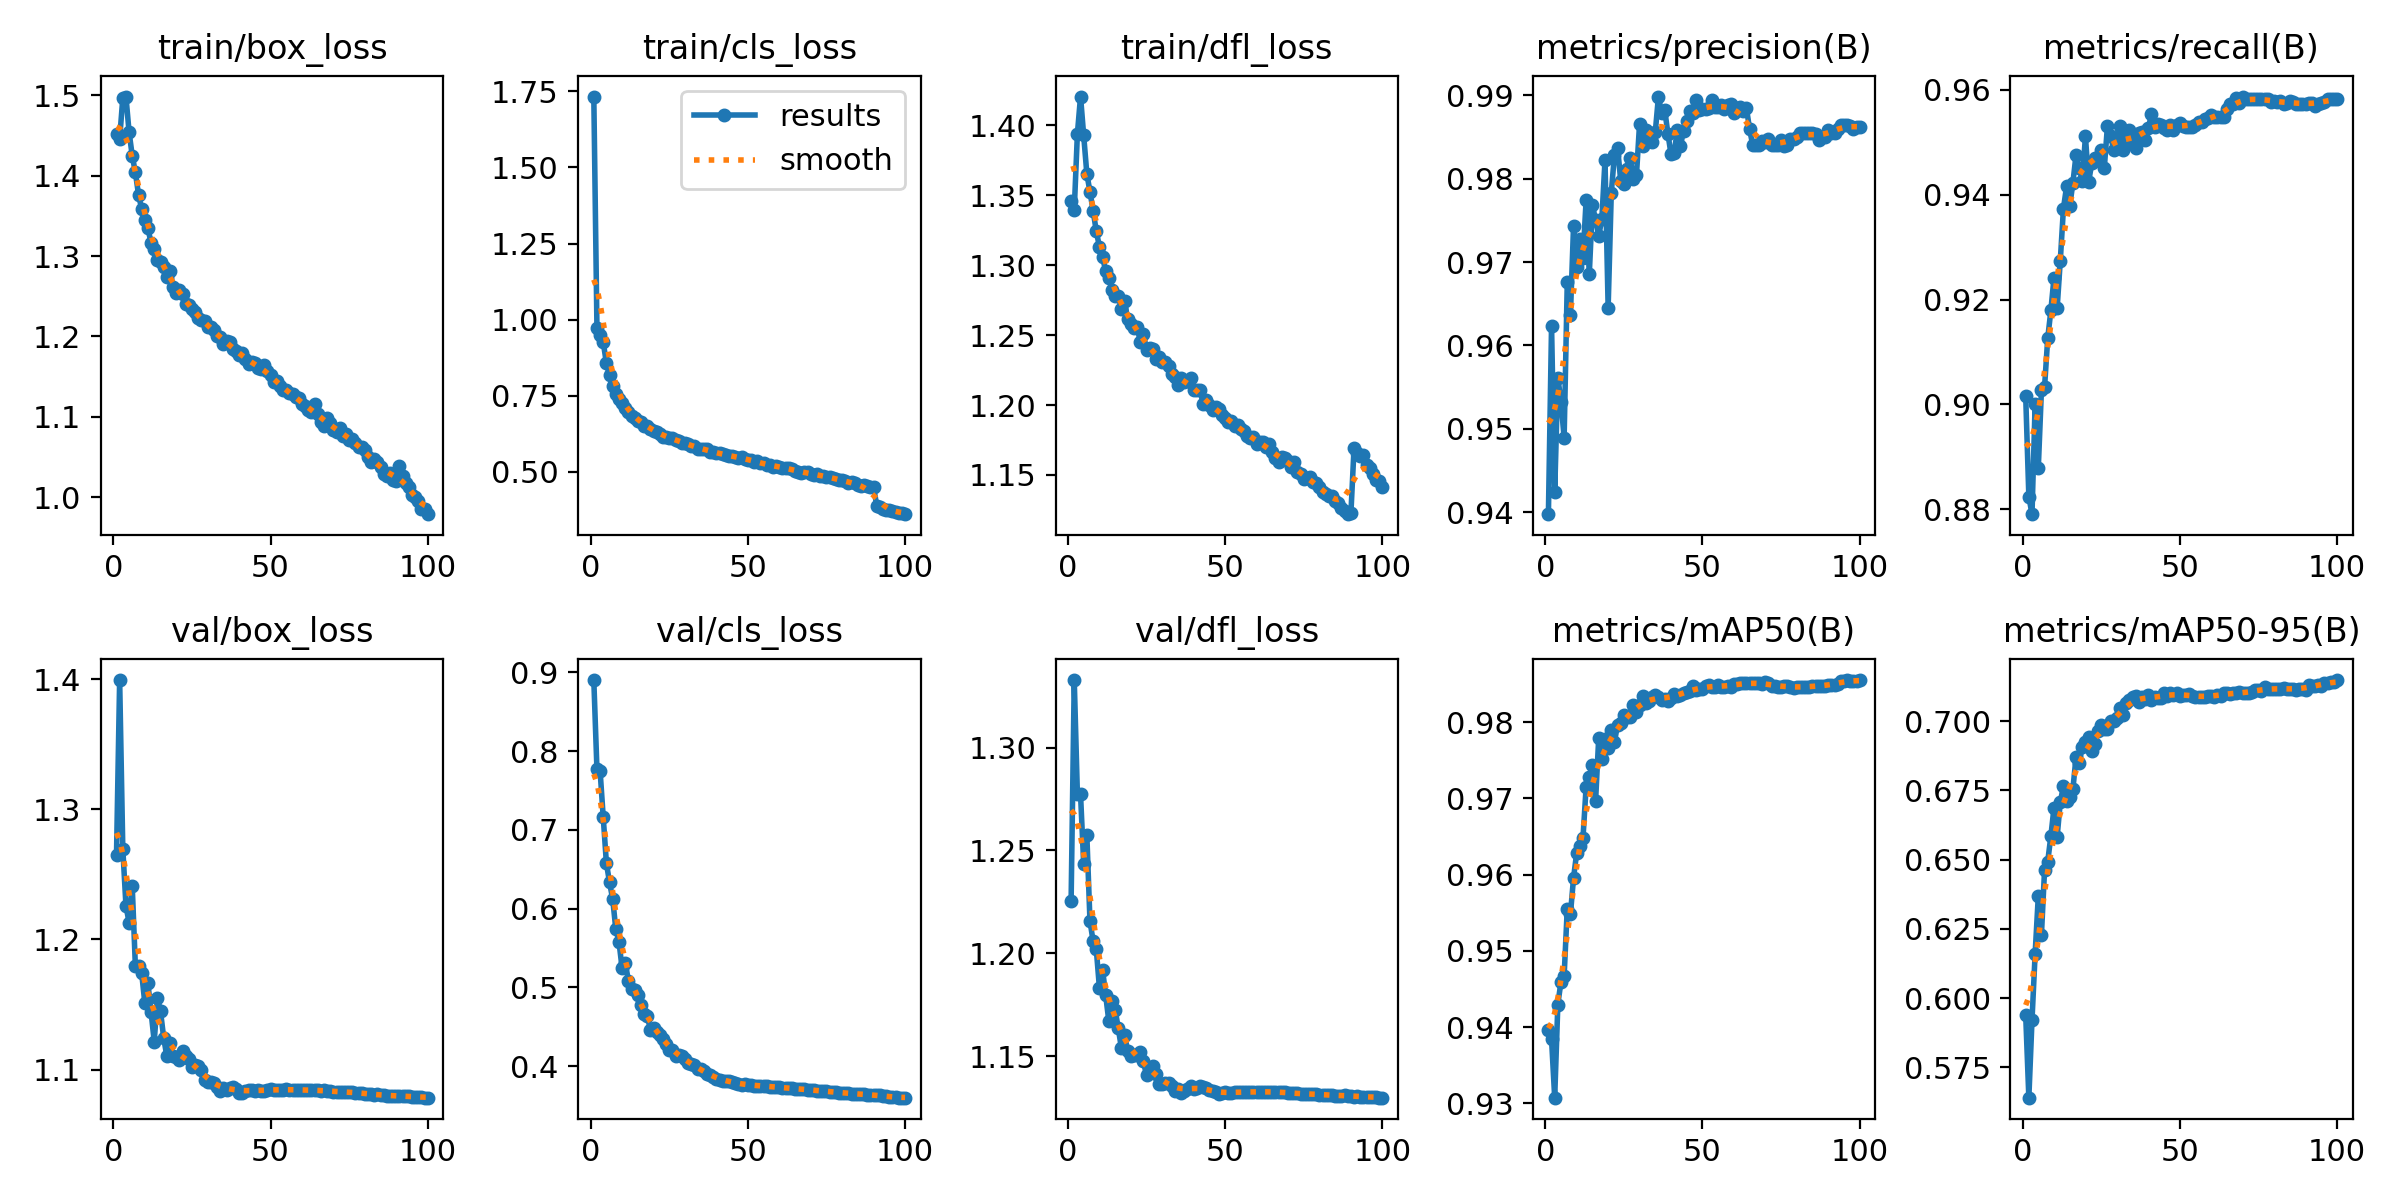 train/box_loss
1.5
1.4
1.3
1.2
1.1
1.0
0 50 100
train/cls_loss
1.75
1.50
1.25
1.00
0.75
0.50
0 50 100
results
smooth
train/dfl_loss
1.40
1.35
1.30
1.25
1.20
1.15
0 50 100
metrics/precision(B)
0.99
0.98
0.97
0.96
0.95
0.94
0 50 100
metrics/recall(B)
0.96
0.94
0.92
0.90
0.88
0 50 100
val/box_loss
1.4
1.3
1.2
1.1
0 50 100
val/cls_loss
0.9
0.8
0.7
0.6
0.5
0.4
0 50 100
val/dfl_loss
1.30
1.25
1.20
1.15
0 50 100
metrics/mAP50(B)
0.98
0.97
0.96
0.95
0.94
0.93
0 50 100
metrics/mAP50-95(B)
0.700
0.675
0.650
0.625
0.600
0.575
0 50 100